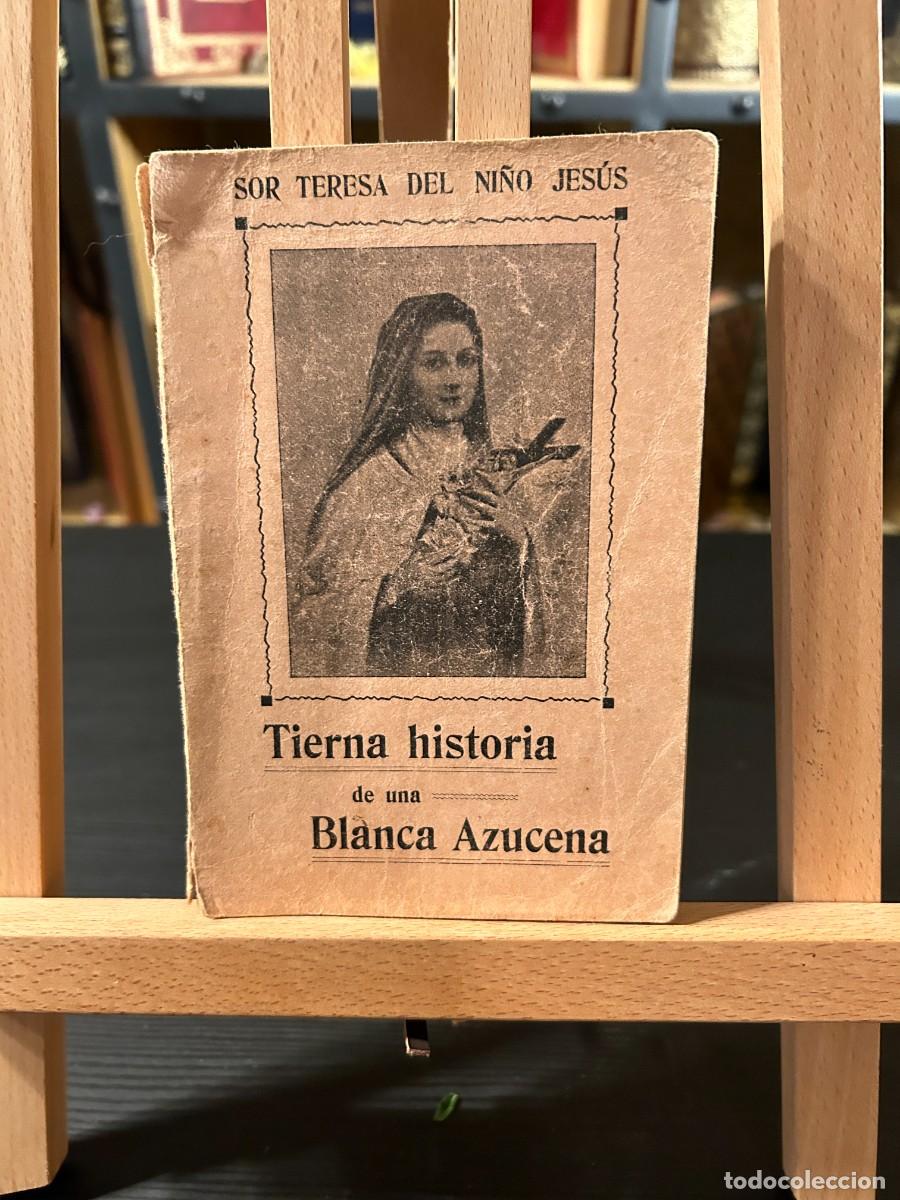 SOR TERESA DEL NIÑO JESÚS
Tierna historia
de una
Blanca Azucena
todocoleccion